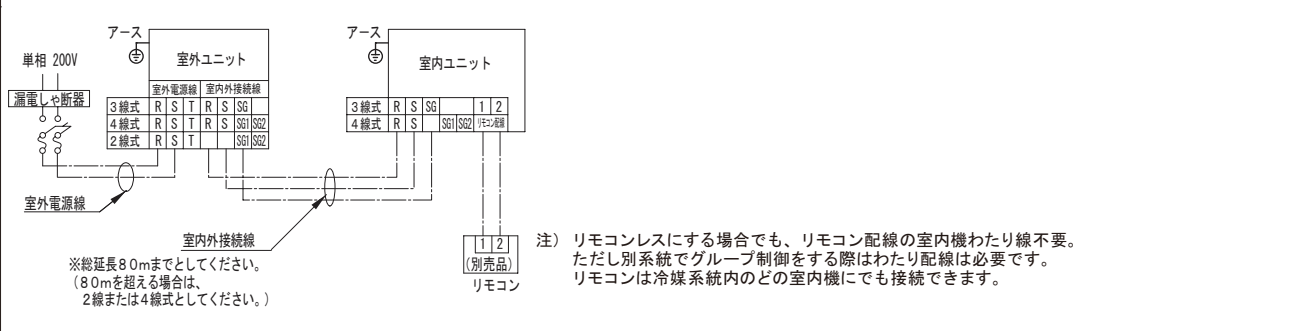 アース
単相 200V
漏電しゃ断器
室外ユニット
室外電源線 室内外接続線
3線式 R S T R S SG
4線式 R S T R S SG1 SG2
2線式 R S T SG1 SG2
室外電源線
アース
室内ユニット
3線式 R S SG 1 2
4線式 R S SG1 SG2 リモコン配線
室内外接続線
※総延長80mまでとしてください。
(80mを超える場合は、
2線または4線式としてください。)
1 2
(別売品)
リモコン
注) リモコンレスにする場合でも、リモコン配線の室内機わたり線不要。
ただし別系統でグループ制御をする際はわたり配線は必要です。
リモコンは冷媒系統内のどの室内機にでも接続できます。